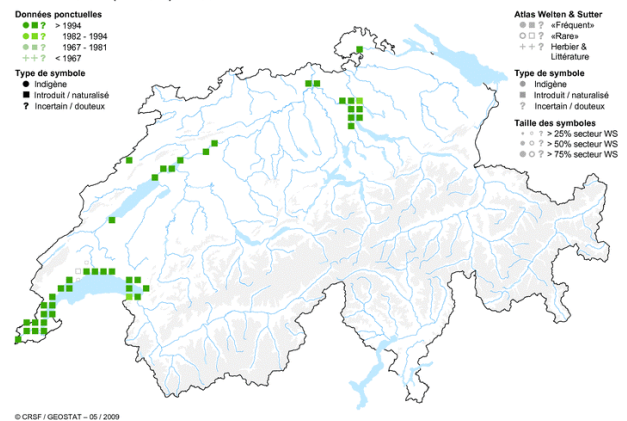 Données ponctuelles
? > 1994
? 1982 - 1994
? 1967 - 1981
++? < 1967
Type de symbole
Indigène
Introduit / naturalisé
? Incertain / douteux
Atlas Welten & Sutter
? «Fréquent»
? «Rare»
++? Herbier &
Littérature
Type de symbole
Indigène
Introduit / naturalisé
? Incertain / douteux
Taille des symboles
? > 25% secteur WS
? > 50% secteur WS
? > 75% secteur WS
© CRSF / GEOSTAT – 05 / 2009